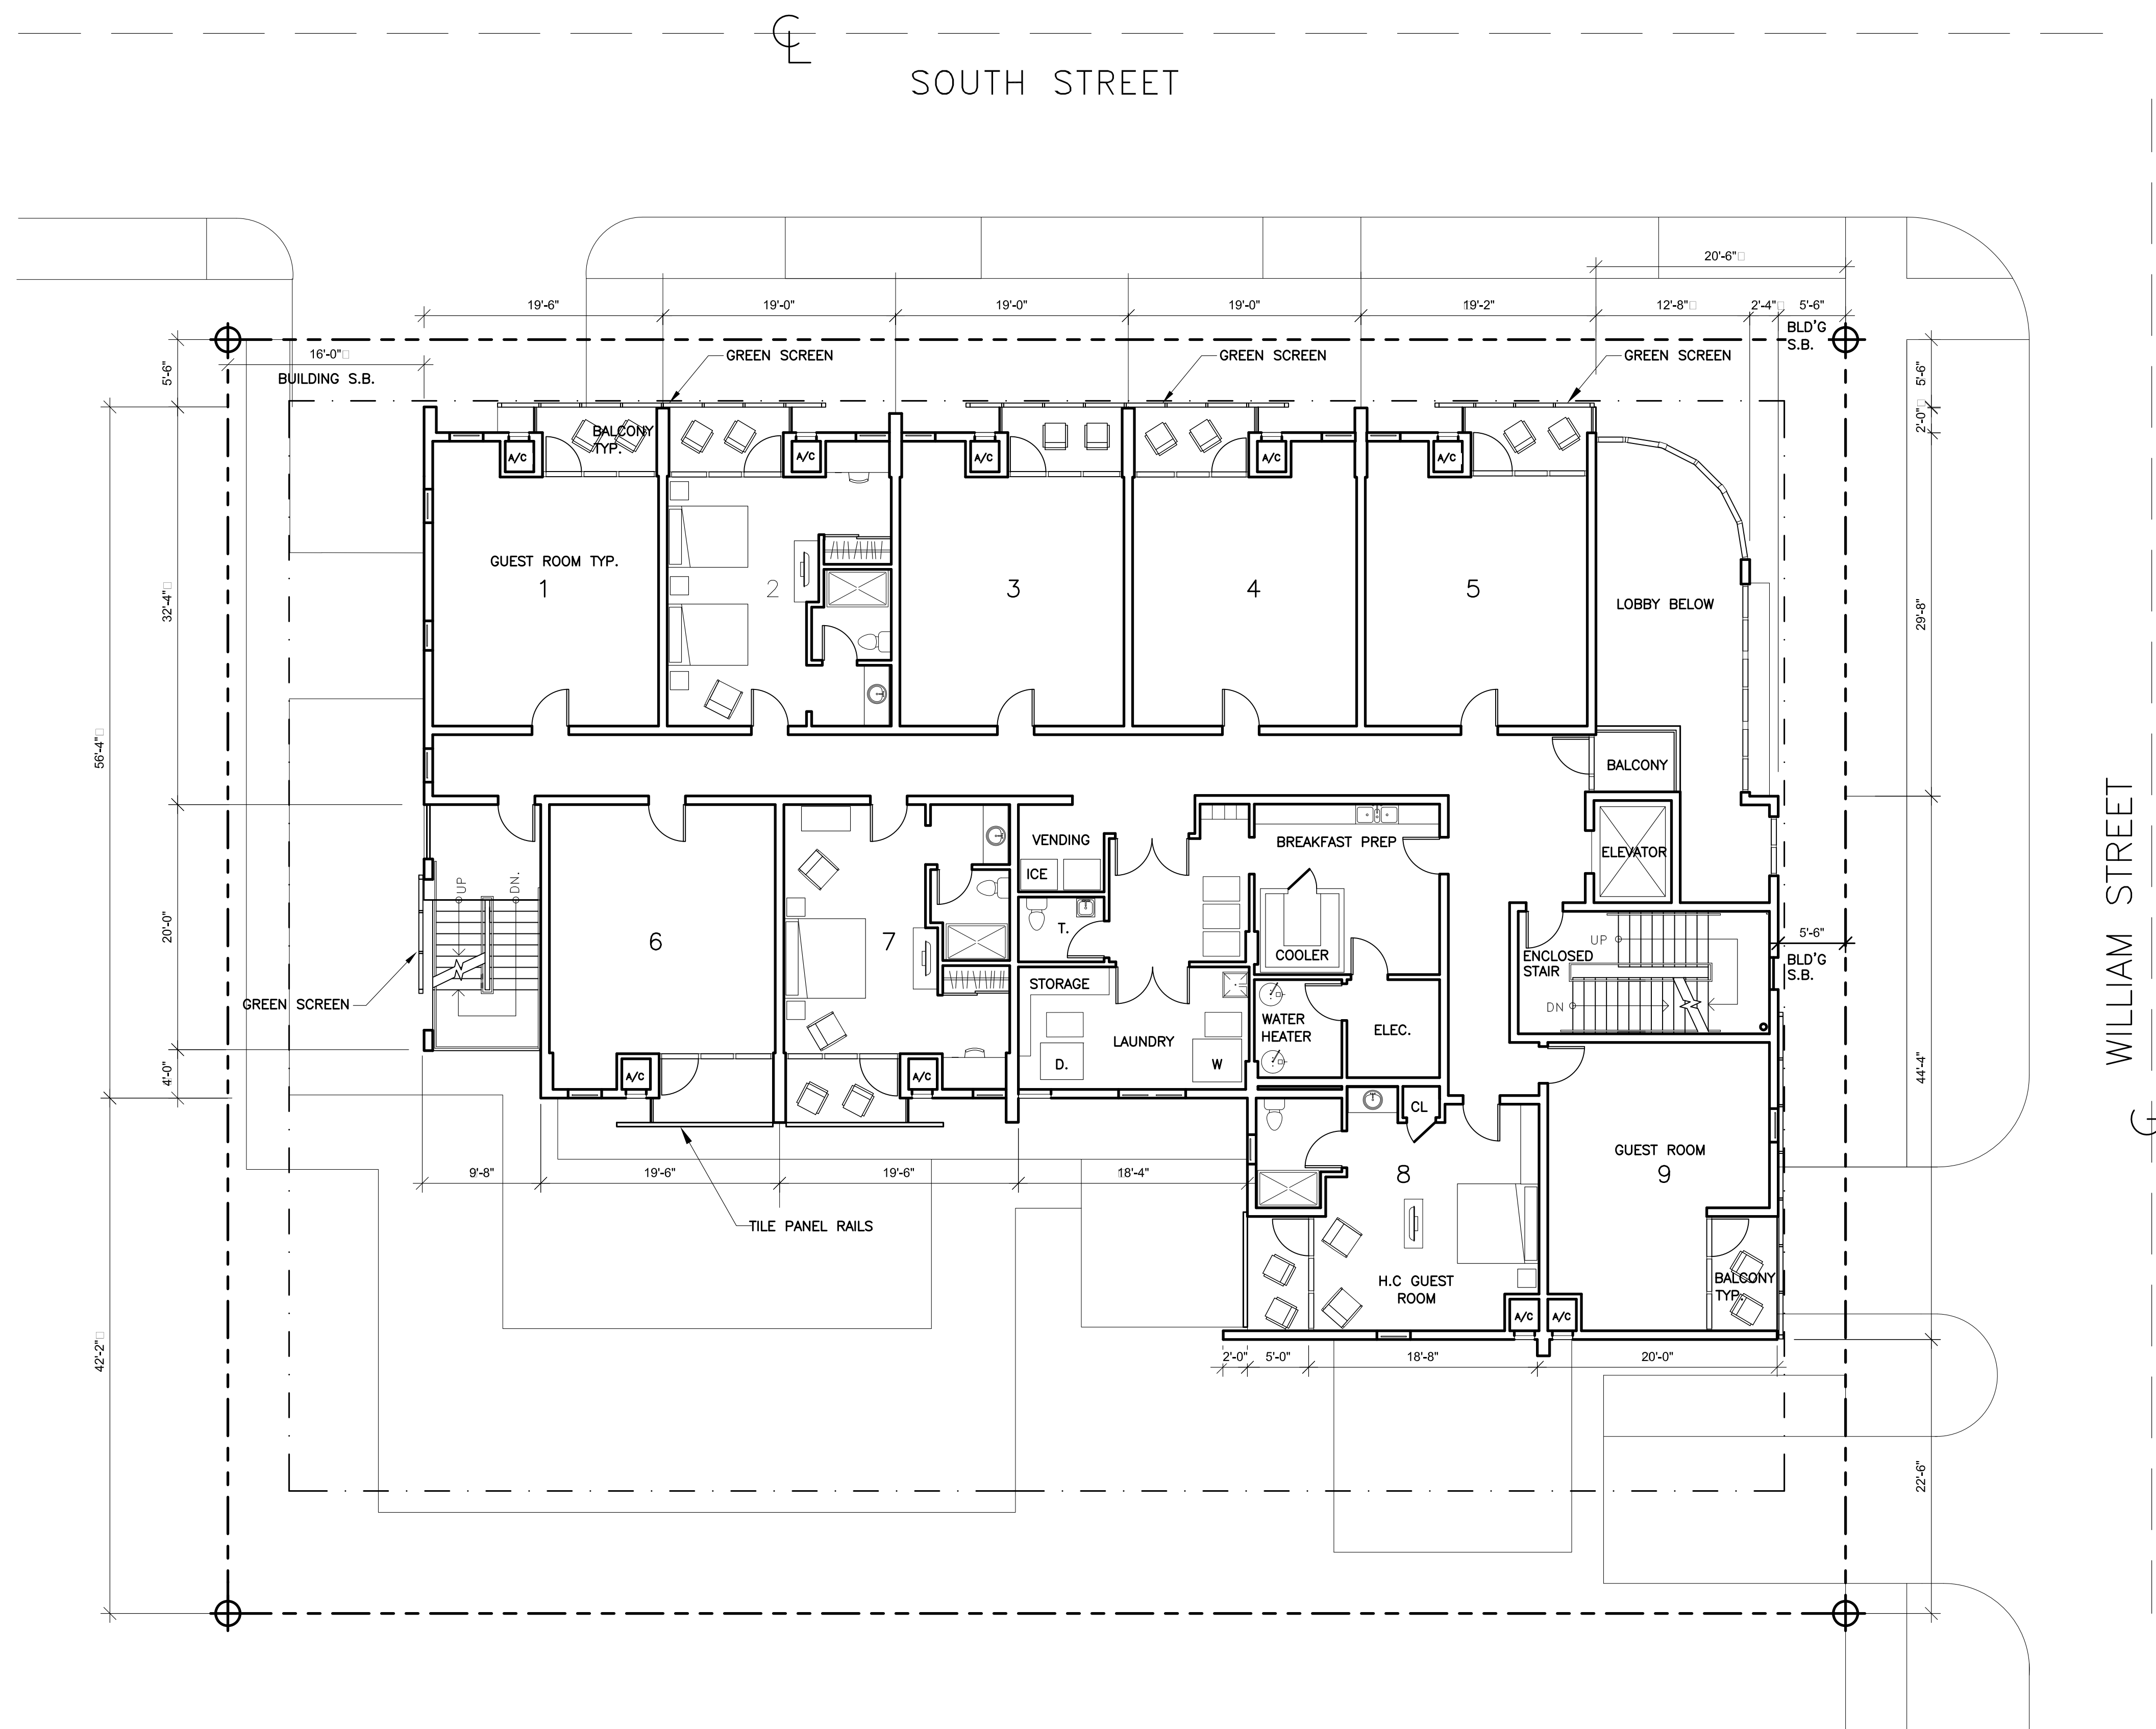 SOUTH STREET
20'-6"
19'-6"
19'-0"
19'-0"
19'-0"
19'-2"
12'-8"
2'-4"
5'-6"
BLD'G
S.B.
16'-0"
BUILDING S.B.
GREEN SCREEN
GREEN SCREEN
GREEN SCREEN
5'-6"
5'-6"
2'-0"
BALCONY
TYP.
A/C
A/C
A/C
A/C
A/C
GUEST ROOM TYP.
1
2
3
4
5
LOBBY BELOW
32'-4"
29'-8"
56'-4"
BALCONY
VENDING
ICE
BREAKFAST PREP
ELEVATOR
UP
DN.
20'-0"
6
7
T.
COOLER
UP
ENCLOSED
STAIR
5'-6"
BLD'G
S.B.
WILLIAM STREET
GREEN SCREEN
STORAGE
DN
WATER
HEATER
ELEC.
LAUNDRY
D.
W
4'-0"
A/C
A/C
44'-4"
CL
GUEST ROOM
9
8
9'-8"
19'-6"
19'-6"
18'-4"
TILE PANEL RAILS
H.C GUEST
ROOM
BALCONY
TYP.
A/C
A/C
42'-2"
2'-0"
5'-0"
18'-8"
20'-0"
22'-6"